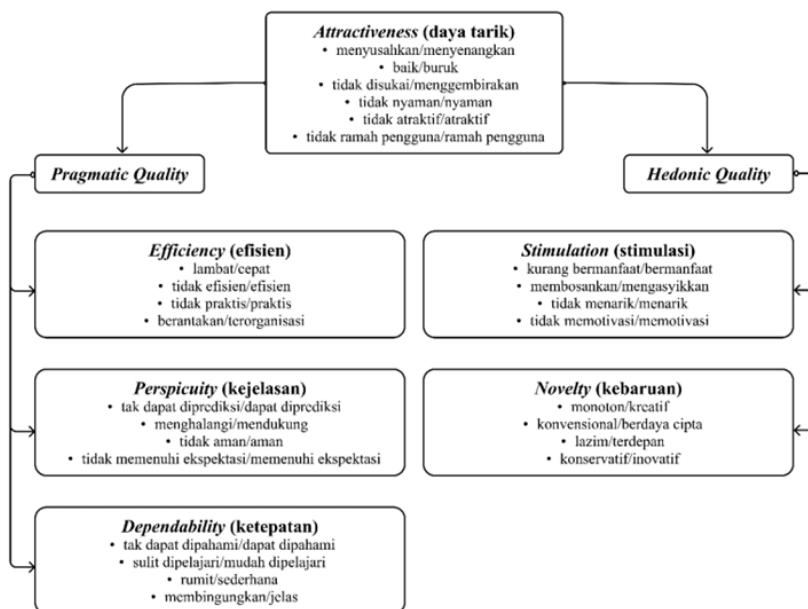 Attractiveness (daya tarik)
• menyusahkan/menyenangkan
• baik/buruk
• tidak disukai/menggembirakan
• tidak nyaman/nyaman
• tidak atraktif/atraktif
• tidak ramah pengguna/ramah pengguna
Pragmatic Quality
Hedonic Quality
Efficiency (efisien)
• lambat/cepat
• tidak efisien/efisien
• tidak praktis/praktis
• berantakan/terorganisasi
Stimulation (stimulasi)
• kurang bermanfaat/bermanfaat
• membosankan/mengasyikkan
• tidak menarik/menarik
• tidak memotivasi/memotivasi
Perspicuity (kejelasan)
• tak dapat diprediksi/dapat diprediksi
• menghalangi/mendukung
• tidak aman/aman
• tidak memenuhi ekspektasi/memenuhi ekspektasi
Novelty (kebaruan)
• monoton/kreatif
• konvensional/berdaya cipta
• lazim/terdepan
• konservatif/inovatif
Dependability (ketepatan)
• tak dapat dipahami/dapat dipahami
• sulit dipelajari/mudah dipelajari
• rumit/sederhana
• membingungkan/jelas